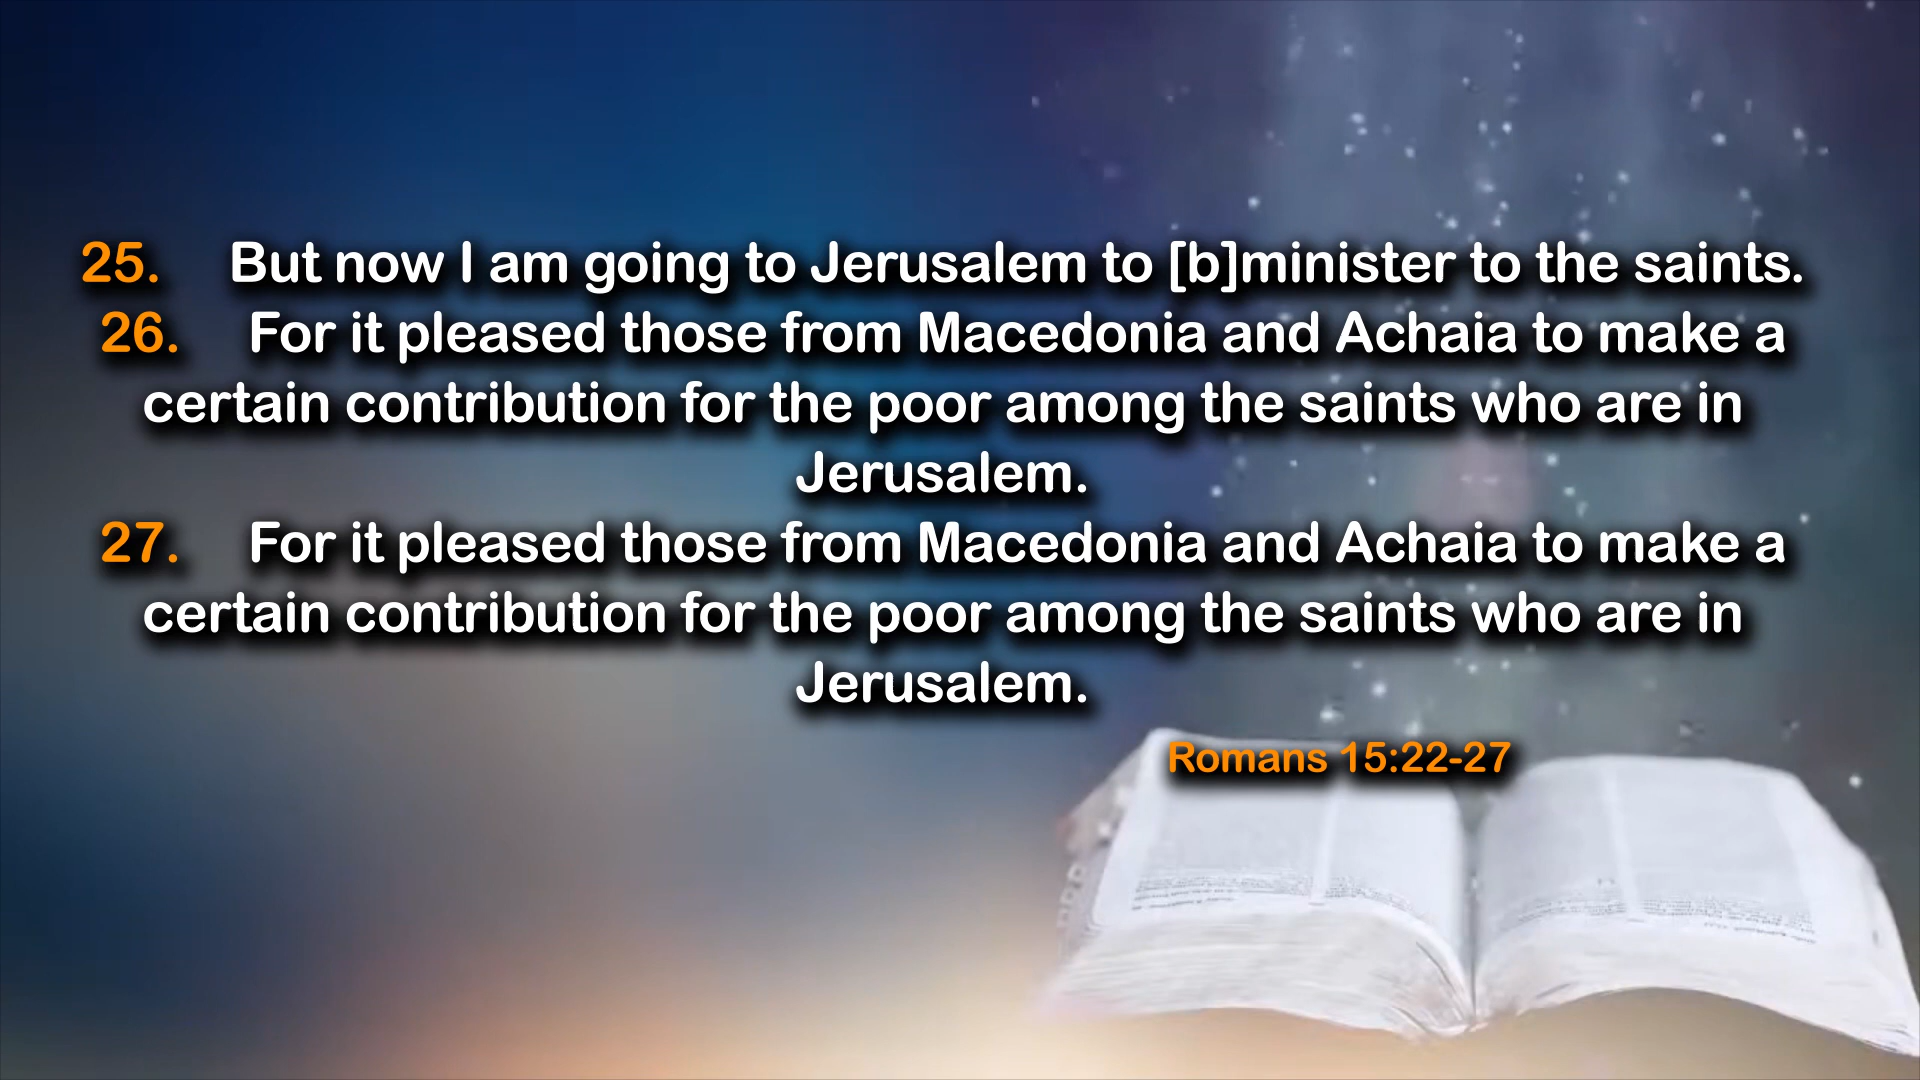 25. But now I am going to Jerusalem to [b]minister to the saints.
26. For it pleased those from Macedonia and Achaia to make a
certain contribution for the poor among the saints who are in
Jerusalem.
27. For it pleased those from Macedonia and Achaia to make a
certain contribution for the poor among the saints who are in
Jerusalem.
Romans 15:22-27